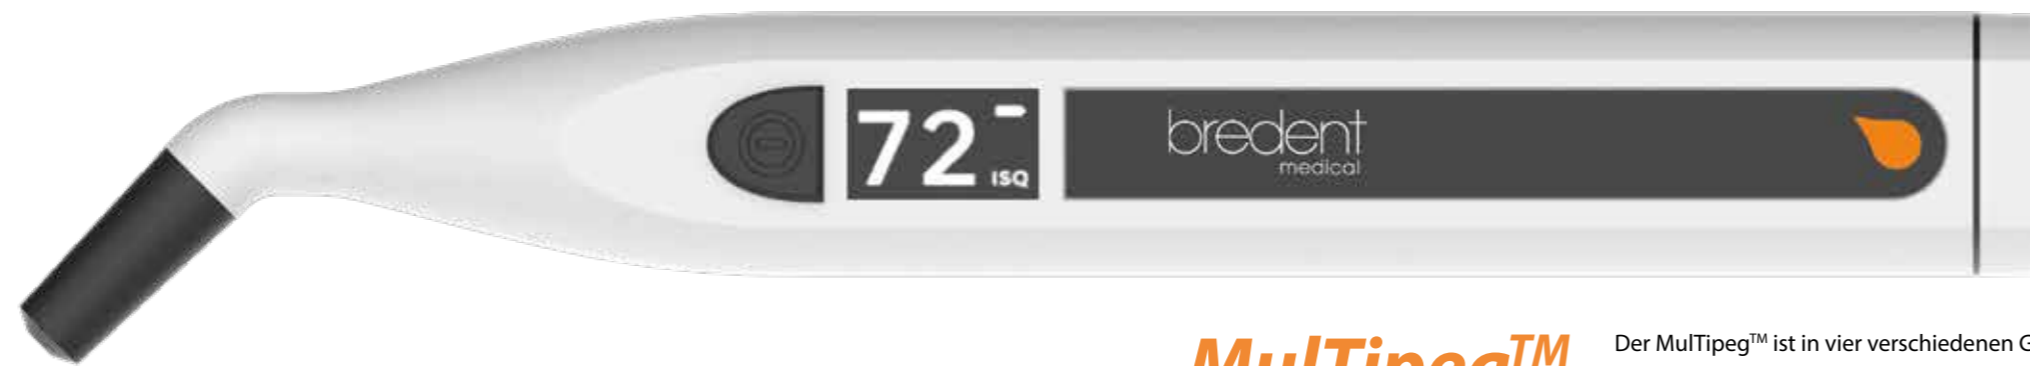 72
ISQ
bredent
medical
MulTipeg™
Der MulTipeg™ ist in vier verschiedenen